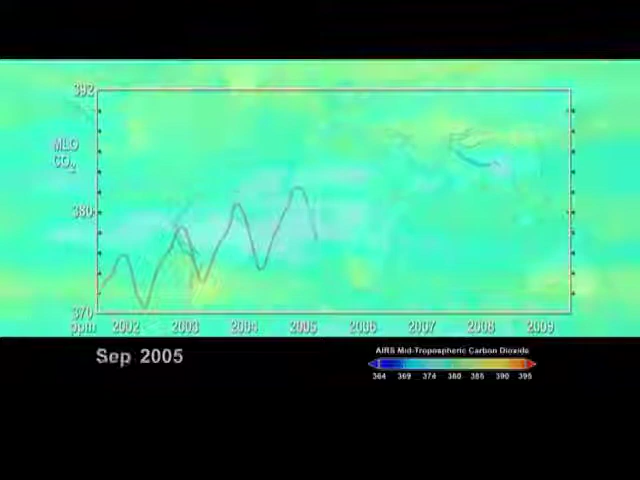 392
MLO
CO₂
380
370
ppm 2002 2003 2004 2005 2006 2007 2008 2009
Sep 2005
AIRS Mid-Tropospheric Carbon Dioxide
364 369 374 380 385 390 395